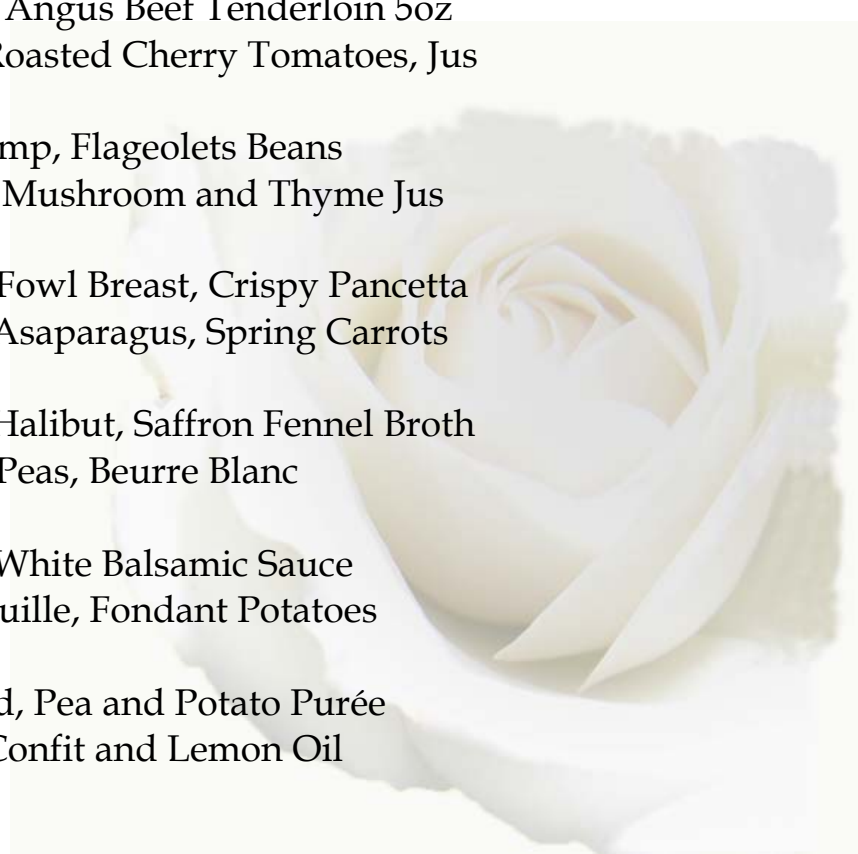 Angus Beef Tenderloin 5oz
Roasted Cherry Tomatoes, Jus
mp, Flageolets Beans
Mushroom and Thyme Jus
Fowl Breast, Crispy Pancetta
Asaparagus, Spring Carrots
Halibut, Saffron Fennel Broth
Peas, Beurre Blanc
White Balsamic Sauce
uille, Fondant Potatoes
d, Pea and Potato Purée
Confit and Lemon Oil